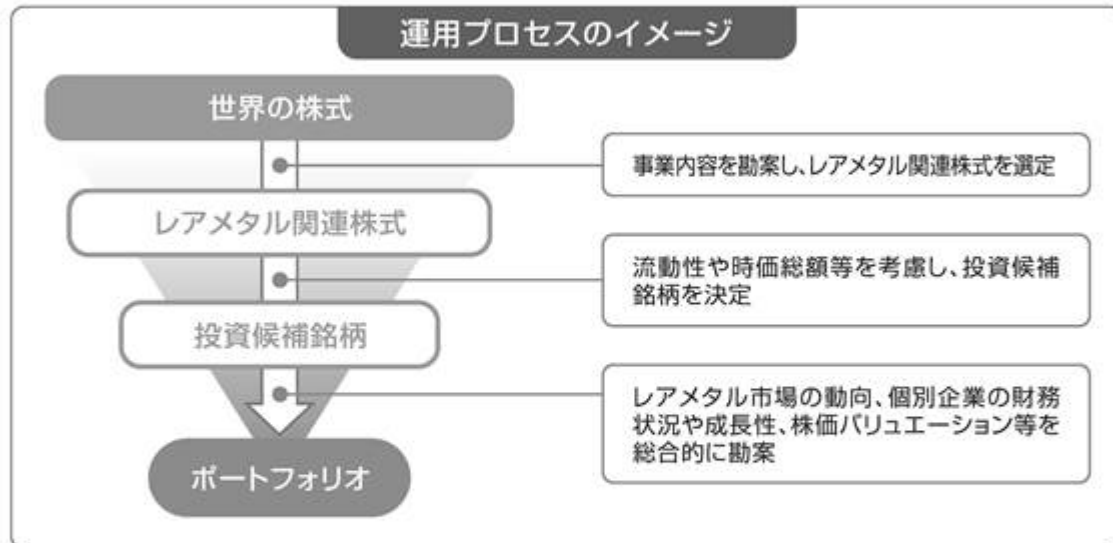 運用プロセスのイメージ
世界の株式
事業内容を勘案し、レアメタル関連株式を選定
レアメタル関連株式
流動性や時価総額等を考慮し、投資候補
銘柄を決定
投資候補銘柄
レアメタル市場の動向、個別企業の財務
状況や成長性、株価バリュエーション等を
総合的に勘案
ポートフォリオ